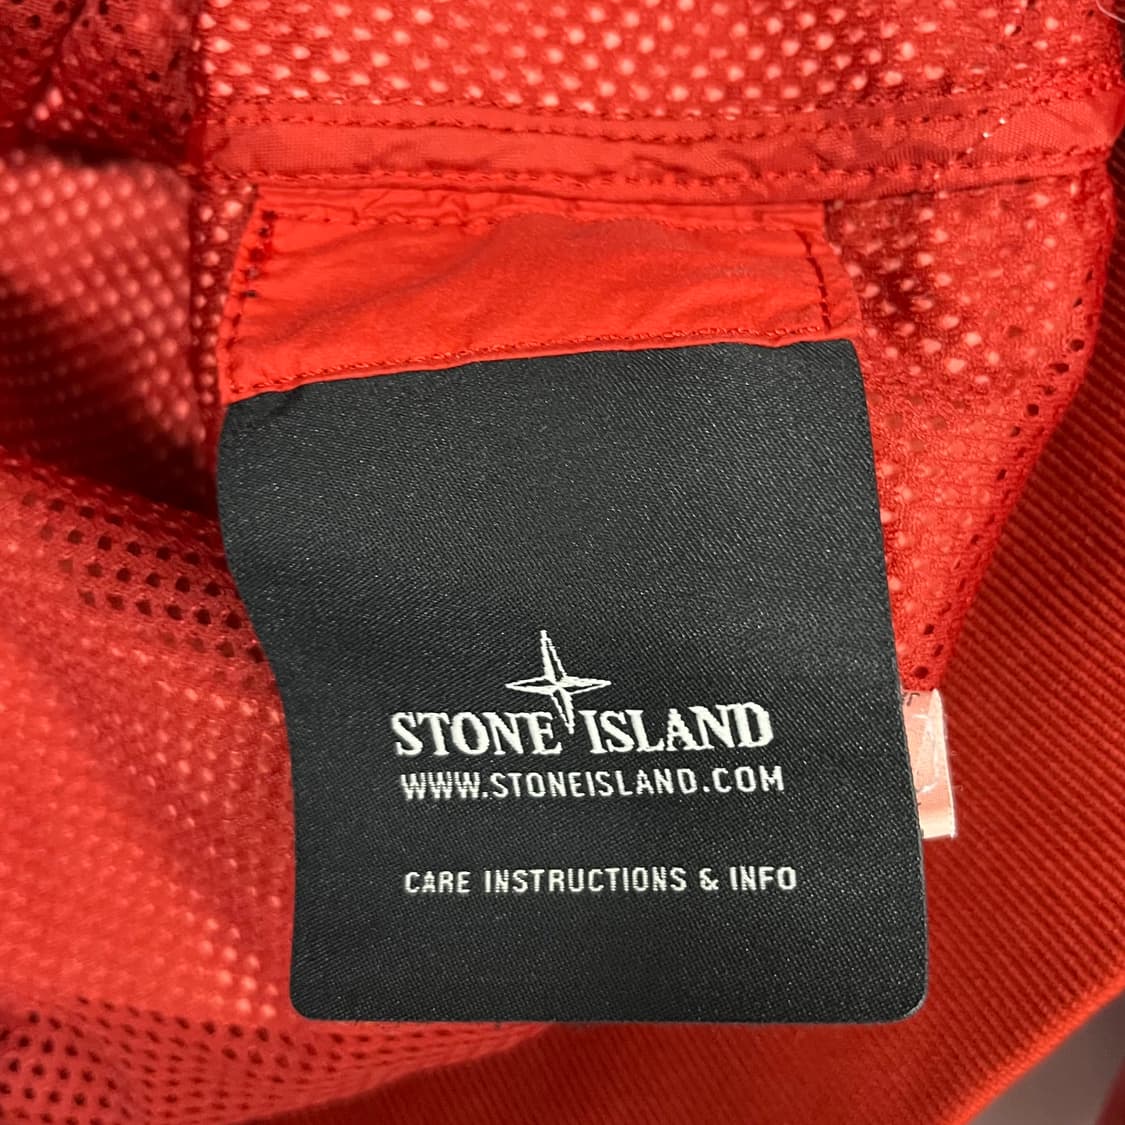 STONE ISLAND
WWW.STONEISLAND.COM
CARE INSTRUCTIONS & INFO